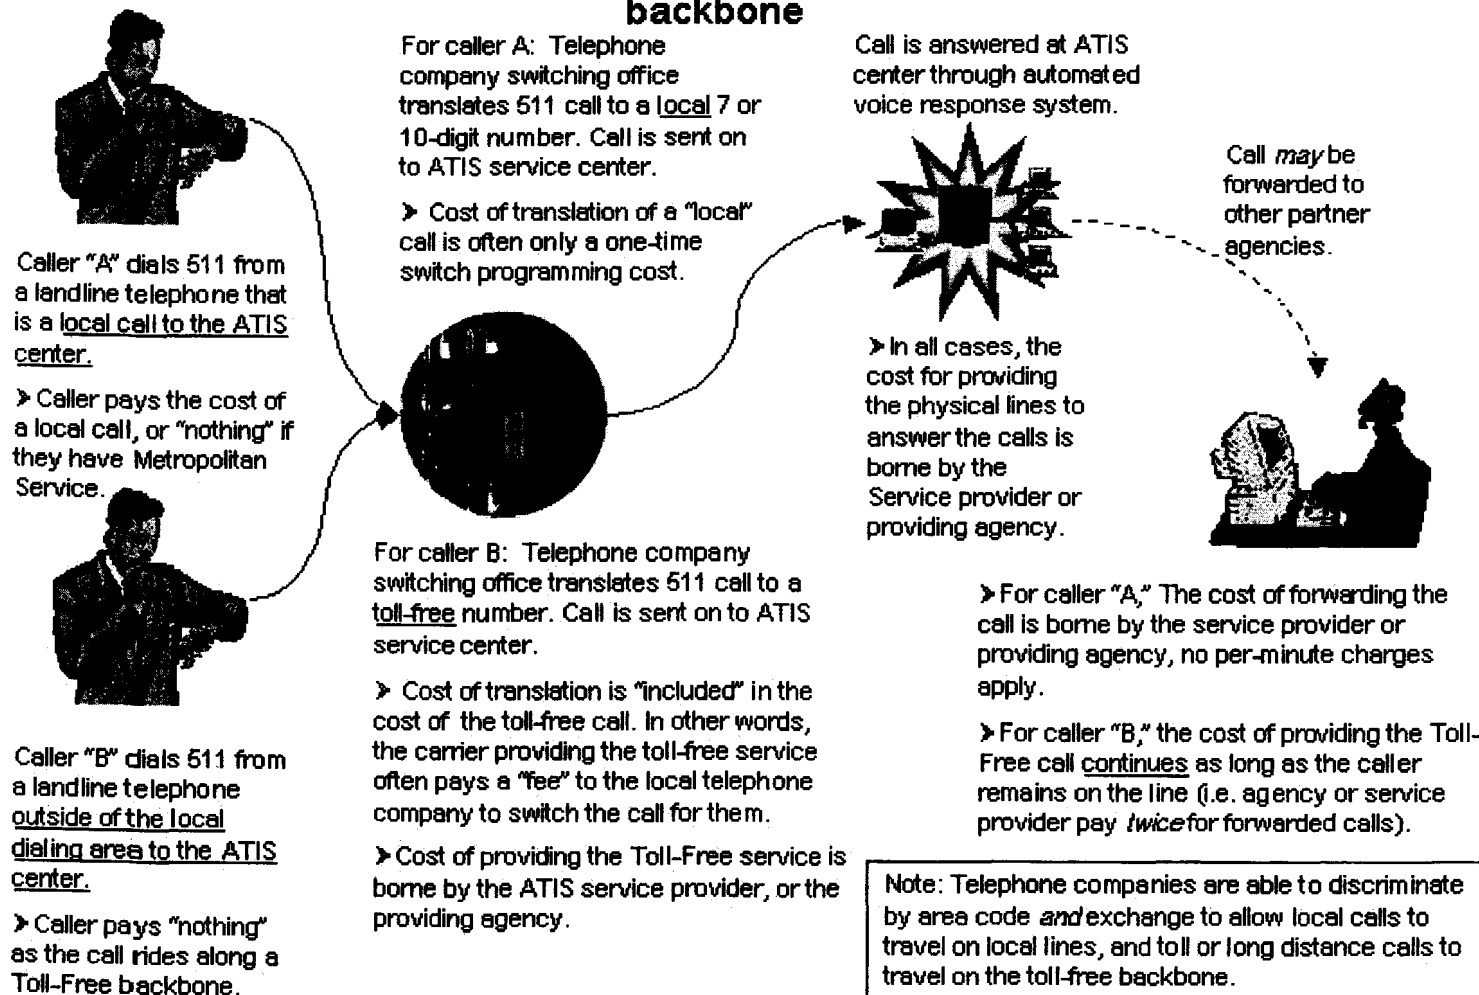 backbone
For caller A: Telephone
company switching office
translates 511 call to a local 7 or
10-digit number. Call is sent on
to ATIS service center.
➤ Cost of translation of a "local"
call is often only a one-time
switch programming cost.
Call is answered at ATIS
center through automated
voice response system.
Call may be
forwarded to
other partner
agencies.
Caller "A" dials 511 from
a landline telephone that
is a local call to the ATIS
center.
➤ Caller pays the cost of
a local call, or "nothing" if
they have Metropolitan
Service.
➤ In all cases, the
cost for providing
the physical lines to
answer the calls is
borne by the
Service provider or
providing agency.
For caller B: Telephone company
switching office translates 511 call to a
toll-free number. Call is sent on to ATIS
service center.
➤ Cost of translation is "included" in the
cost of the toll-free call. In other words,
the carrier providing the toll-free service
often pays a "fee" to the local telephone
company to switch the call for them.
➤ Cost of providing the Toll-Free service is
borne by the ATIS service provider, or the
providing agency.
➤ For caller "A," The cost of forwarding the
call is borne by the service provider or
providing agency, no per-minute charges
apply.
➤ For caller "B," the cost of providing the Toll-
Free call continues as long as the caller
remains on the line (i.e. agency or service
provider pay twice for forwarded calls).
Caller "B" dials 511 from
a landline telephone
outside of the local
dialing area to the ATIS
center.
➤ Caller pays "nothing"
as the call rides along a
Toll-Free backbone.
Note: Telephone companies are able to discriminate
by area code and exchange to allow local calls to
travel on local lines, and toll or long distance calls to
travel on the toll-free backbone.